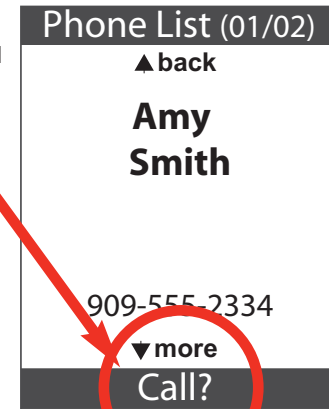 Phone List (01/02)
▲ back
Amy
Smith
909-555-2334
▼ more
Call?